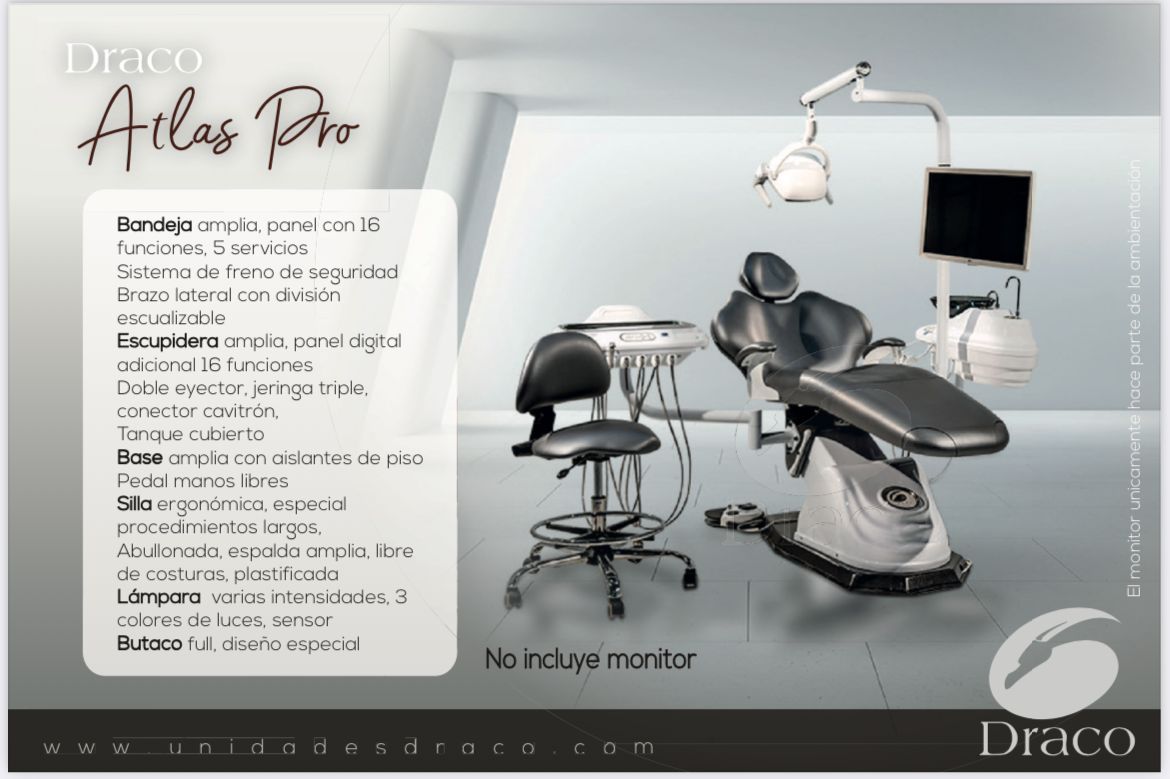 Draco
Atlas Pro
Bandeja amplia, panel con 16
funciones, 5 servicios
Sistema de freno de seguridad
Brazo lateral con división
escualizable
Escupidera amplia, panel digital
adicional 16 funciones
Doble eyector, jeringa triple,
conector cavitrón,
Tanque cubierto
Base amplia con aislantes de piso
Pedal manos libres
Silla ergonómica, especial
procedimientos largos,
Abullonada, espalda amplia, libre
de costuras, plastificada
Lámpara varias intensidades, 3
colores de luces, sensor
Butaco full, diseño especial
No incluye monitor
El monitor unicamente hace parte de la ambientación
Draco
www.unidadesdraco.com
Draco